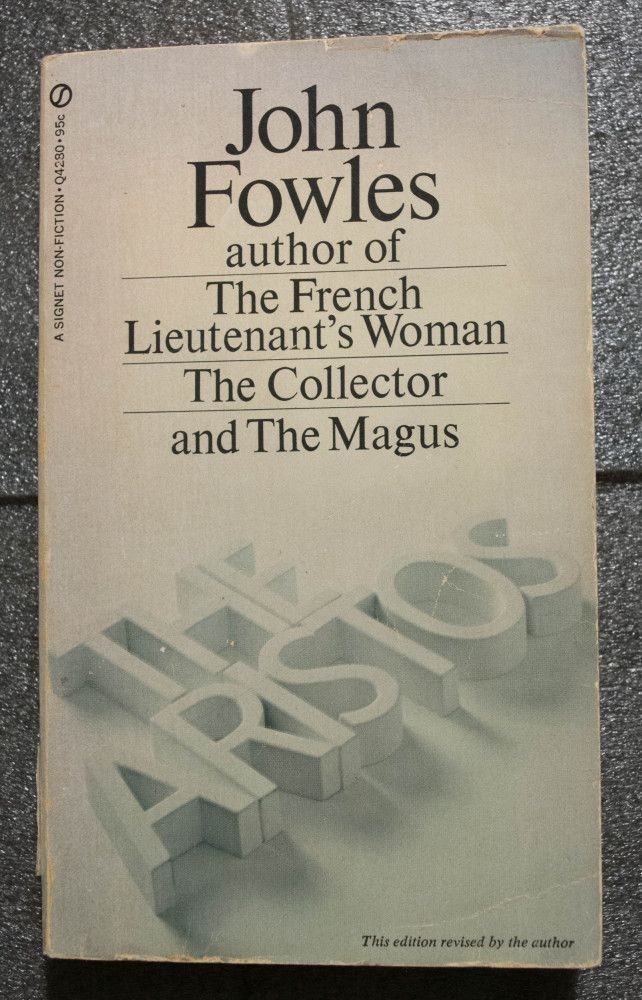 A SIGNET NON-FICTION • Q4280 • 95c
John
Fowles
author of
The French
Lieutenant's Woman
The Collector
and The Magus
THE
ARISTOS
This edition revised by the author